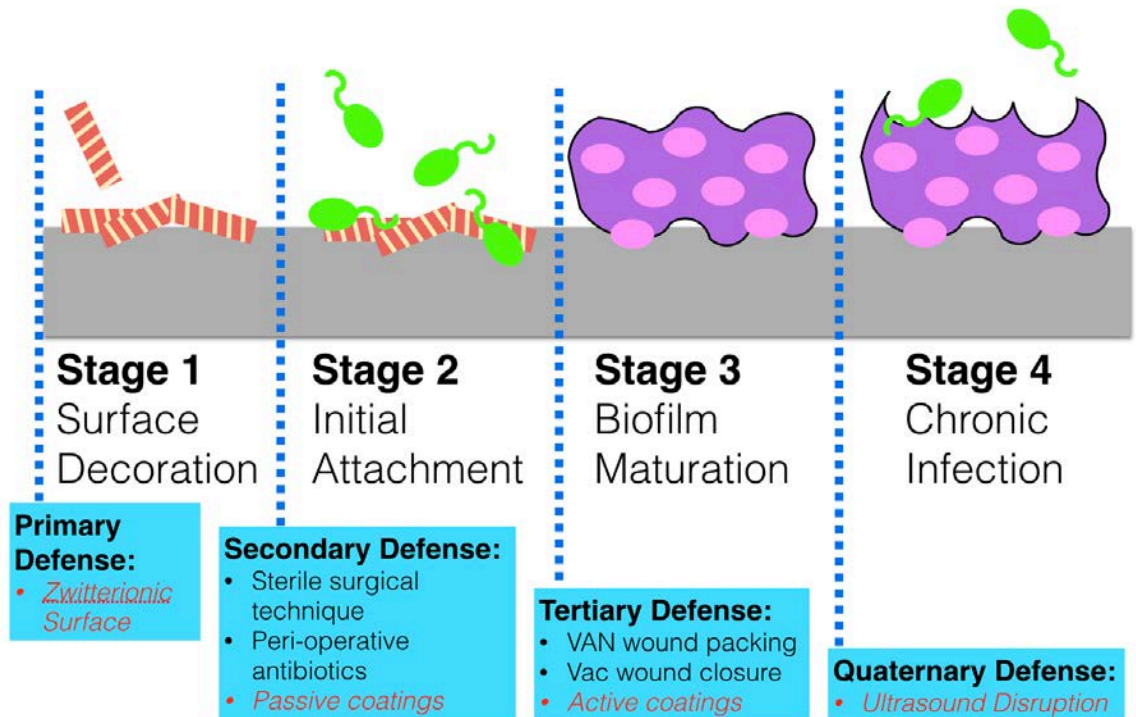 Stage 1
Surface
Decoration
Stage 2
Initial
Attachment
Stage 3
Biofilm
Maturation
Stage 4
Chronic
Infection
Primary
Defense:
• Zwitterionic
Surface
Secondary Defense:
• Sterile surgical
technique
• Peri-operative
antibiotics
• Passive coatings
Tertiary Defense:
• VAN wound packing
• Vac wound closure
• Active coatings
Quaternary Defense:
• Ultrasound Disruption